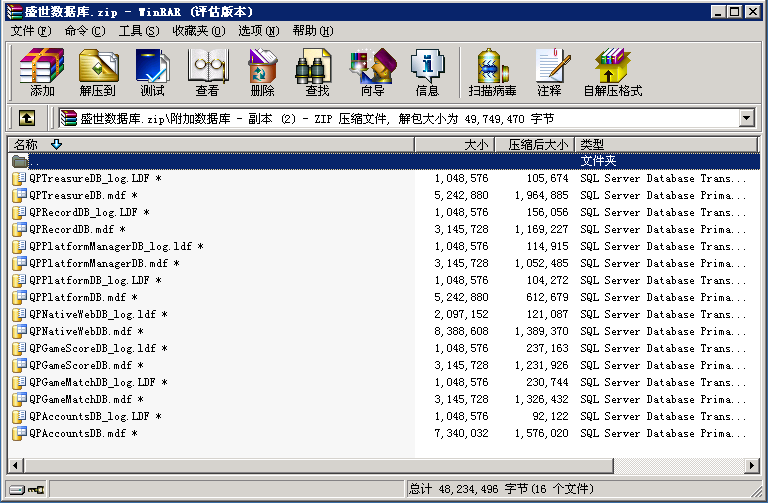 盛世数据库.zip - WinRAR (评估版本)
文件(F) 命令(C) 工具(S) 收藏夹(O) 选项(N) 帮助(H)
添加 解压到 测试 查看 删除 查找 向导 信息 扫描病毒 注释 自解压格式
盛世数据库.zip\附加数据库 - 副本 (2) - ZIP 压缩文件, 解包大小为 49,749,470 字节
名称 大小 压缩后大小 类型
.. 文件夹
QPTreasureDB_log.LDF * 1,048,576 105,674 SQL Server Database Trans...
QPTreasureDB.mdf * 5,242,880 1,964,885 SQL Server Database Prima...
QPRecordDB_log.LDF * 1,048,576 156,056 SQL Server Database Trans...
QPRecordDB.mdf * 3,145,728 1,169,227 SQL Server Database Prima...
QPPlatformManagerDB_log.ldf * 1,048,576 114,915 SQL Server Database Trans...
QPPlatformManagerDB.mdf * 3,145,728 1,052,485 SQL Server Database Prima...
QPPlatformDB_log.LDF * 1,048,576 104,272 SQL Server Database Trans...
QPPlatformDB.mdf * 5,242,880 612,679 SQL Server Database Prima...
QPNativeWebDB_log.ldf * 2,097,152 121,087 SQL Server Database Trans...
QPNativeWebDB.mdf * 8,388,608 1,389,370 SQL Server Database Prima...
QPGameScoreDB_log.ldf * 1,048,576 237,163 SQL Server Database Trans...
QPGameScoreDB.mdf * 3,145,728 1,231,926 SQL Server Database Prima...
QPGameMatchDB_log.LDF * 1,048,576 230,744 SQL Server Database Trans...
QPGameMatchDB.mdf * 3,145,728 1,326,432 SQL Server Database Prima...
QPAccountsDB_log.LDF * 1,048,576 92,122 SQL Server Database Trans...
QPAccountsDB.mdf * 7,340,032 1,576,020 SQL Server Database Prima...
总计 48,234,496 字节(16 个文件)